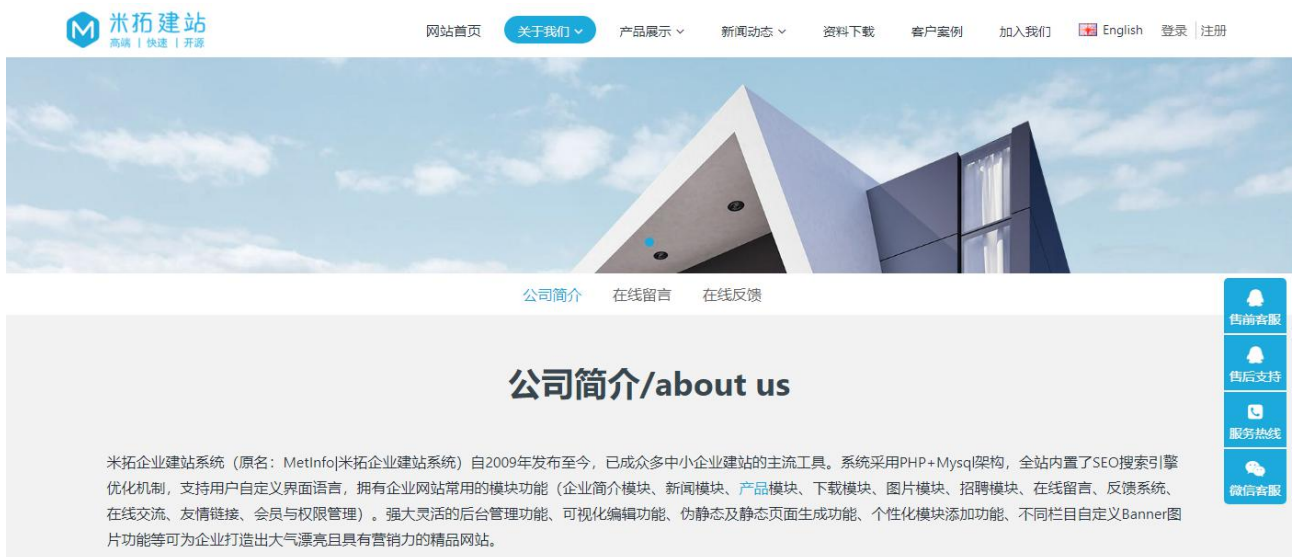 米拓建站
高端 | 快速 | 开源
网站首页 关于我们 产品展示 新闻动态 资料下载 客户案例 加入我们 English 登录 注册
公司简介 在线留言 在线反馈
售前客服
售后支持
服务热线
微信客服
公司简介/about us
米拓企业建站系统（原名：MetInfo|米拓企业建站系统）自2009年发布至今，已成众多中小企业建站的主流工具。系统采用PHP+Mysql架构，全站内置了SEO搜索引擎
优化机制，支持用户自定义界面语言，拥有企业网站常用的模块功能（企业简介模块、新闻模块、产品模块、下载模块、图片模块、招聘模块、在线留言、反馈系统、
在线交流、友情链接、会员与权限管理）。强大灵活的后台管理功能、可视化编辑功能、伪静态及静态页面生成功能、个性化模块添加功能、不同栏目自定义Banner图
片功能等可为企业打造出大气漂亮且具有营销力的精品网站。